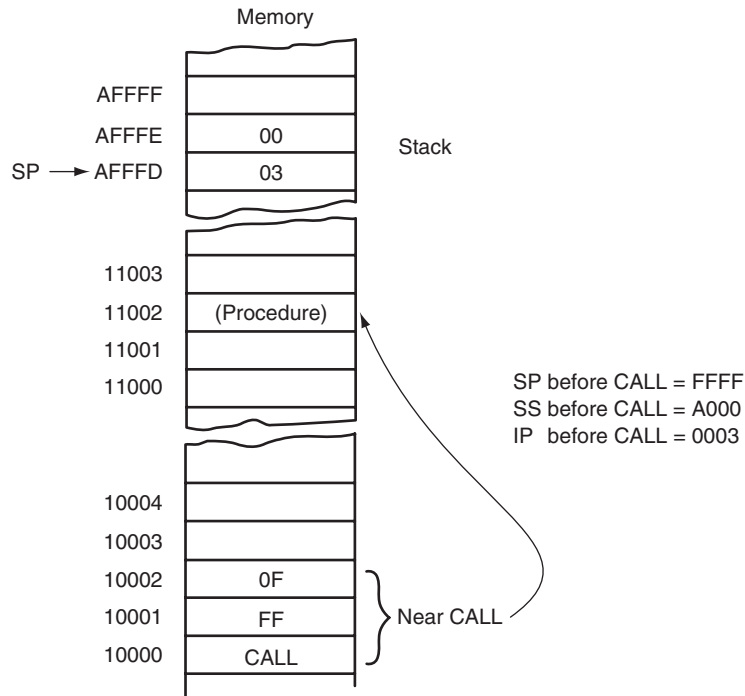 Memory
AFFFF
AFFFE 00
SP AFFFD 03
Stack
11003
11002 (Procedure)
11001
11000
SP before CALL = FFFF
SS before CALL = A000
IP before CALL = 0003
10004
10003
10002 0F
10001 FF
10000 CALL
Near CALL